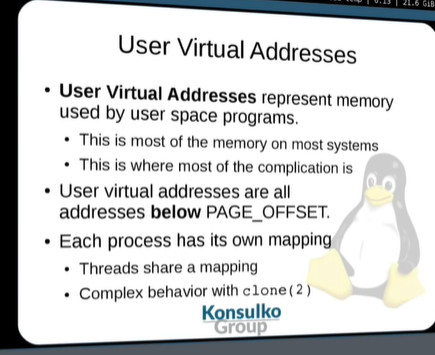 0.13 | 21.6 GiB
User Virtual Addresses
• User Virtual Addresses represent memory
used by user space programs.
• This is most of the memory on most systems
• This is where most of the complication is
• User virtual addresses are all
addresses below PAGE_OFFSET.
• Each process has its own mapping
• Threads share a mapping
• Complex behavior with clone(2)
Konsulko
Group